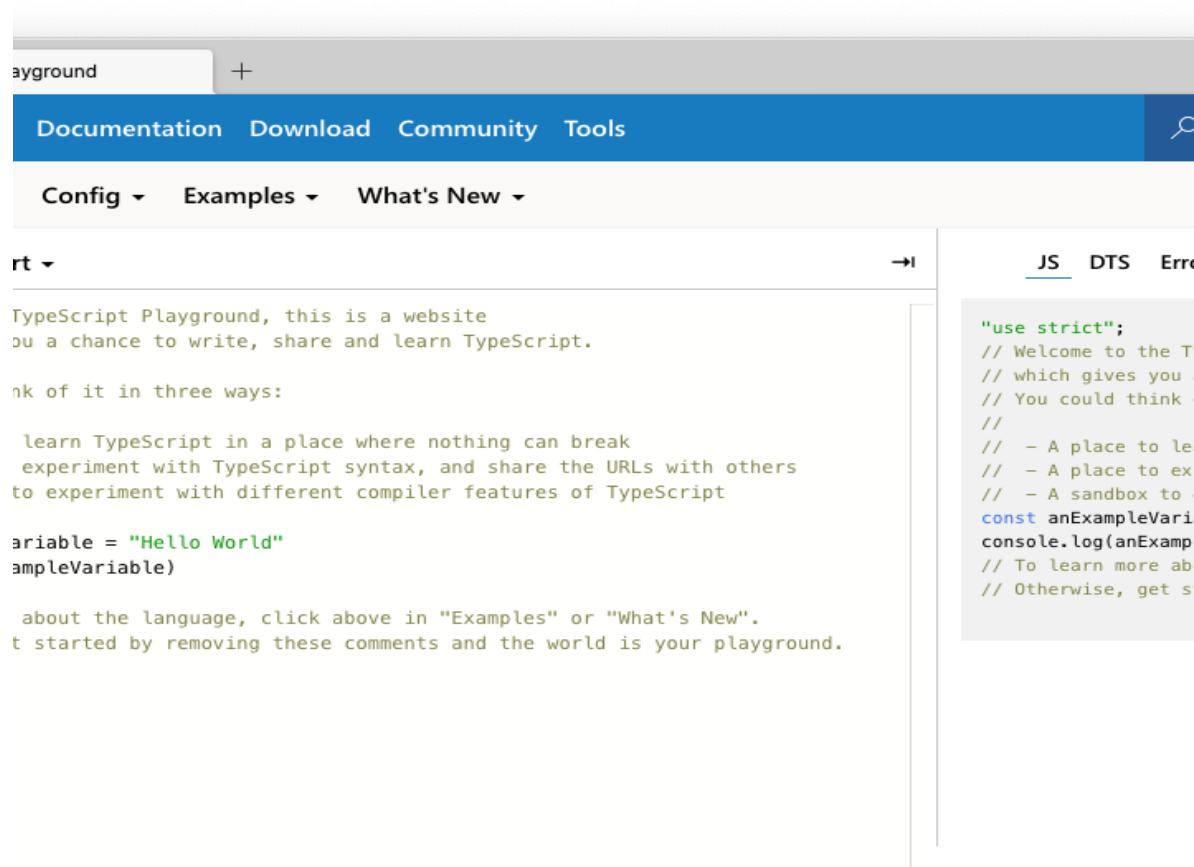 ayground
Documentation Download Community Tools
Config Examples What's New
rt
TypeScript Playground, this is a website
ou a chance to write, share and learn TypeScript.
nk of it in three ways:
learn TypeScript in a place where nothing can break
experiment with TypeScript syntax, and share the URLs with others
to experiment with different compiler features of TypeScript
ariable = "Hello World"
ampleVariable)
about the language, click above in "Examples" or "What's New".
t started by removing these comments and the world is your playground.
JS DTS Erro
"use strict";
// Welcome to the T
// which gives you
// You could think
//
//  – A place to le
//  – A place to ex
//  – A sandbox to
const anExampleVaria
console.log(anExamp
// To learn more ab
// Otherwise, get s